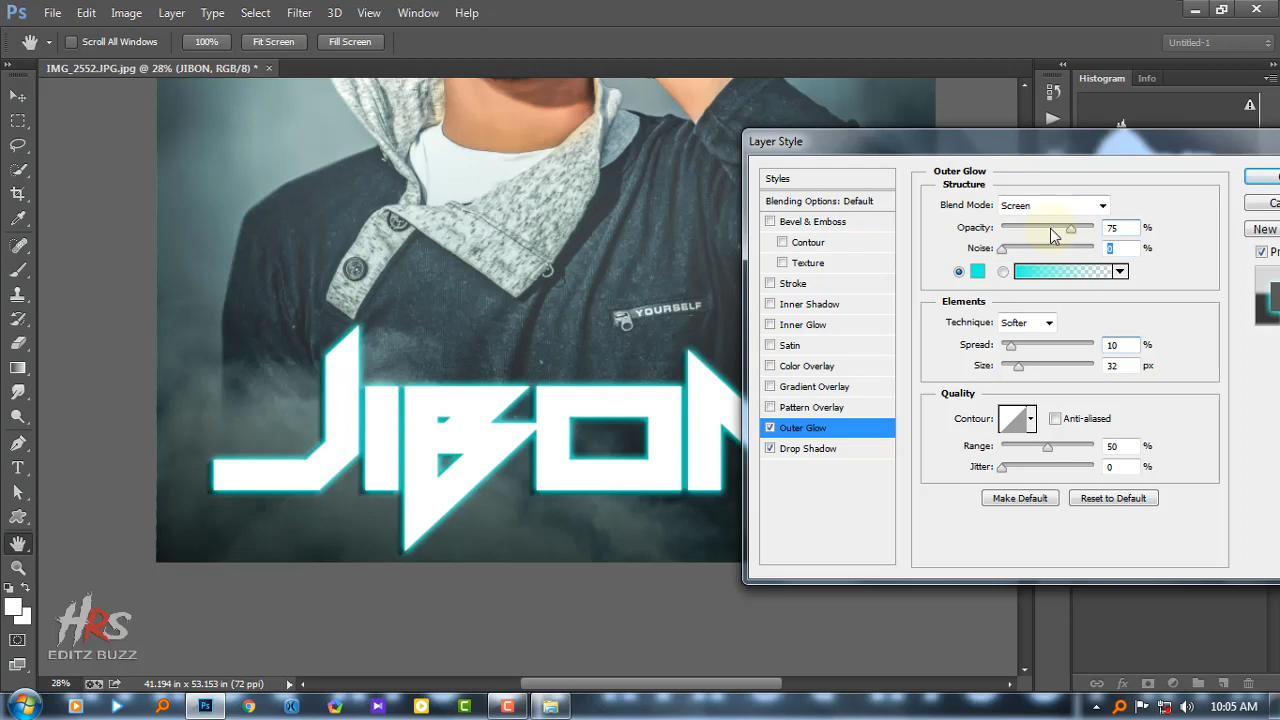 Ps File Edit Image Layer Type Select Filter 3D View Window Help
Scroll All Windows 100% Fit Screen Fill Screen Untitled-1
IMG_2552.JPG.jpg @ 28% (JIBON, RGB/8) * ×
Histogram Info
Layer Style
Styles
Blending Options: Default
Bevel & Emboss
Contour
Texture
Stroke
Inner Shadow
Inner Glow
Satin
Color Overlay
Gradient Overlay
Pattern Overlay
Outer Glow
Drop Shadow
Outer Glow
Structure
Blend Mode: Screen
Opacity: 75 %
Noise: 0 %
Elements
Technique: Softer
Spread: 10 %
Size: 32 px
Quality
Contour: Anti-aliased
Range: 50 %
Jitter: 0 %
Make Default Reset to Default
New
YOURSELF
JIBON
HRS
EDITZ BUZZ
28% 41.194 in x 53.153 in (72 ppi)
10:05 AM